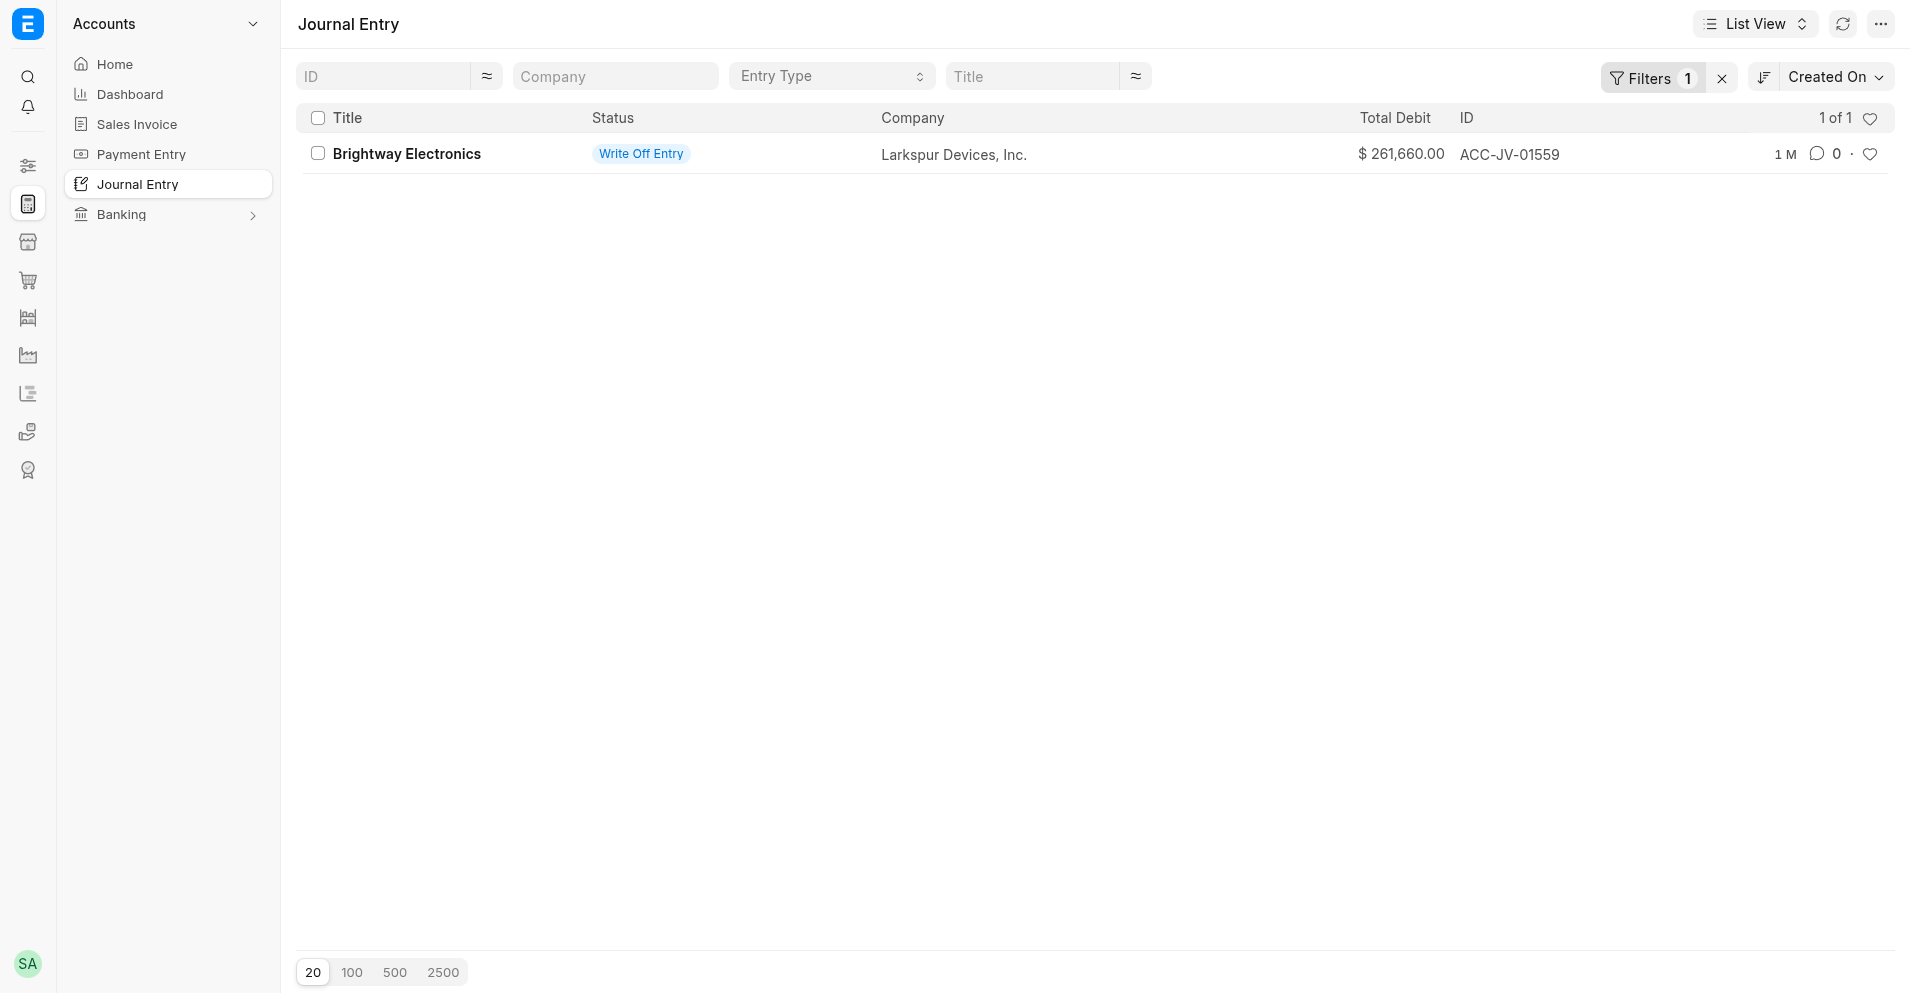 Accounts
Home
Dashboard
Sales Invoice
Payment Entry
Journal Entry
Banking
SA
Journal Entry
List View
ID ≈ Company Entry Type Title ≈ Filters 1 Created On
Title Status Company Total Debit ID 1 of 1
Brightway Electronics Write Off Entry Larkspur Devices, Inc. $ 261,660.00 ACC-JV-01559 1 M 0 ·
20 100 500 2500